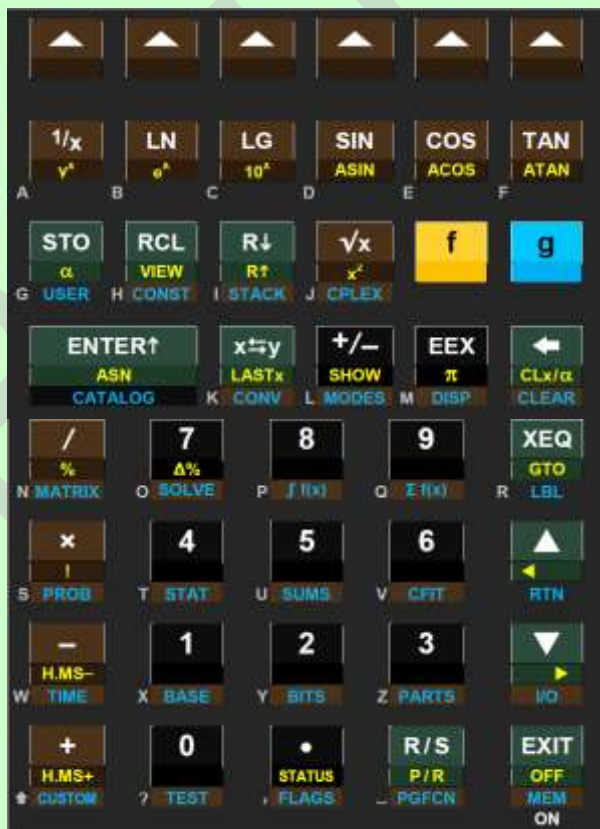 1/x LN LG SIN COS TAN
yˣ eˣ 10ˣ ASIN ACOS ATAN
A B C D E F
STO RCL R↓ √x f g
α VIEW R↑ x²
G USER H CONST I STACK J CPLEX
ENTER↑ x⇆y +/− EEX ←
ASN LASTx SHOW π CLx/α
CATALOG K CONV L MODES M DISP CLEAR
/ 7 8 9 XEQ
% Δ% GTO
N MATRIX O SOLVE P ∫ f(x) Q Σ f(x) R LBL
× 4 5 6 ▲
! ◄
S PROB T STAT U SUMS V CFIT RTN
− 1 2 3 ▼
H.MS− ►
W TIME X BASE Y BITS Z PARTS I/O
+ 0 • R/S EXIT
H.MS+ STATUS P/R OFF
CUSTOM ? TEST , FLAGS _ PGFCN MEM
ON